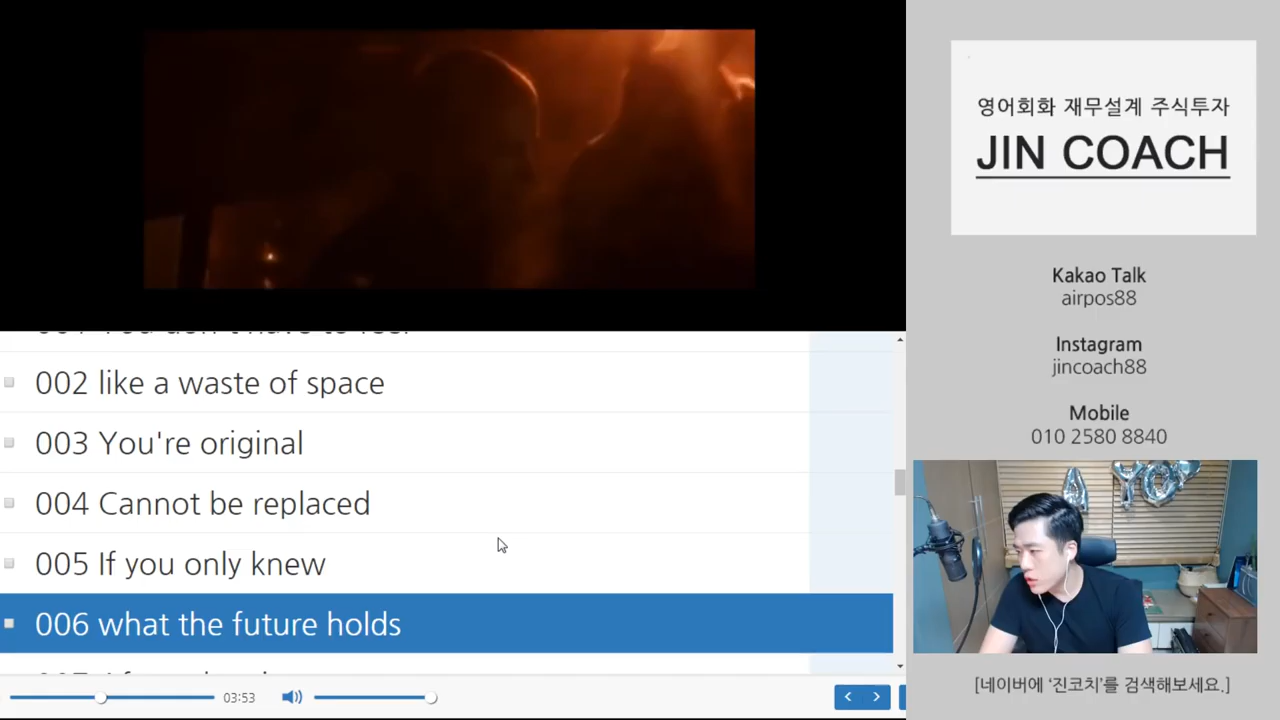 영어회화 재무설계 주식투자
JIN COACH
Kakao Talk
airpos88
Instagram
jincoach88
Mobile
010 2580 8840
[네이버에 '진코치'를 검색해보세요.]
002 like a waste of space
003 You're original
004 Cannot be replaced
005 If you only knew
006 what the future holds
03:53
A YO